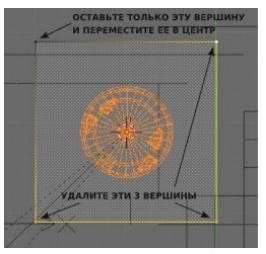 ОСТАВЬТЕ ТОЛЬКО ЭТУ ВЕРШИНУ
И ПЕРЕМЕСТИТЕ ЕЕ В ЦЕНТР
УДАЛИТЕ ЭТИ 3 ВЕРШИНЫ